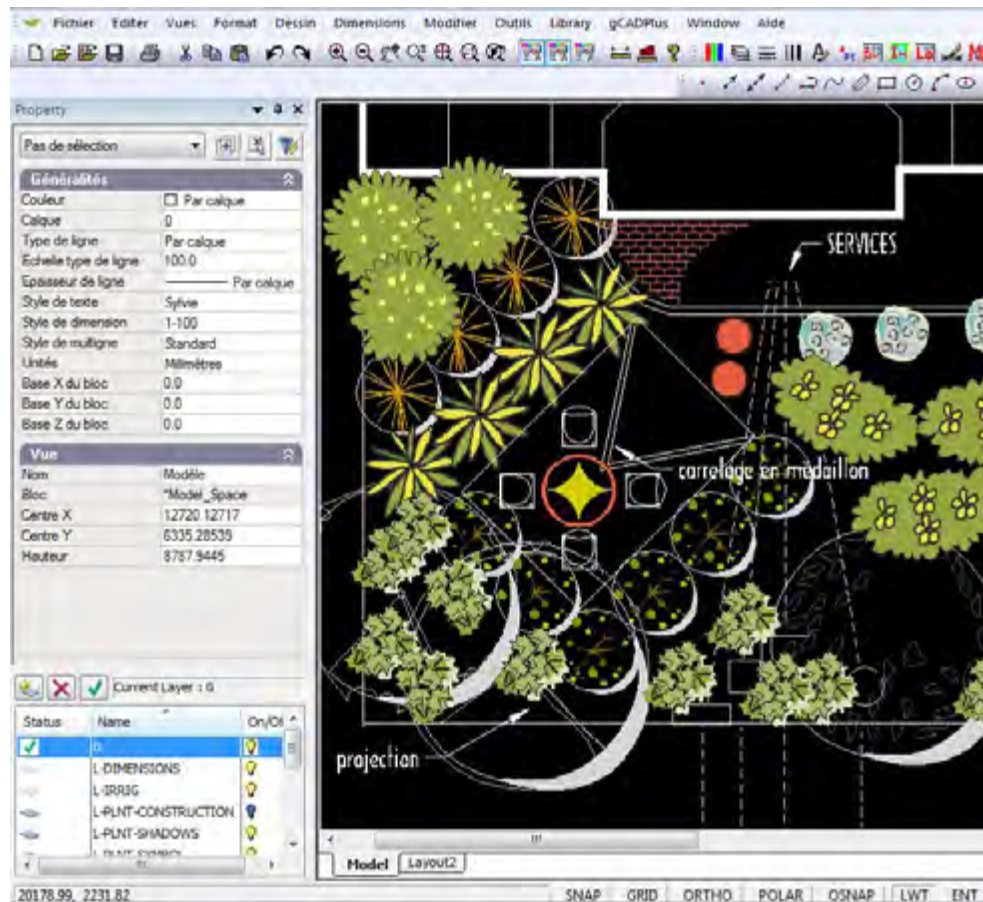 Fichier Editer Vues Format Dessin Dimensions Modifier Outils Library gCADPlus Window Aide
Property
Pas de sélection
Généralités
Couleur Par calque
Calque 0
Type de ligne Par calque
Echelle type de ligne 100.0
Epaisseur de ligne Par calque
Style de texte Sylvie
Style de dimension 1-100
Style de multigne Standard
Unités Millimètres
Base X du bloc 0.0
Base Y du bloc 0.0
Base Z du bloc 0.0
Vue
Nom Modèle
Bloc *Model_Space
Centre X 12720.12717
Centre Y 6335.28539
Hauteur 8787.9445
SERVICES
carrelage en médaillon
projection
Current Layer : 0
Status Name On/Of
0
L-DIMENSIONS
L-IRRIG
L-PLNT-CONSTRUCTION
L-PLNT-SHADOWS
L-PLNT-SYMBOL
Model Layout2
20178.99, 2231.82 SNAP GRID ORTHO POLAR OSNAP LWT ENT